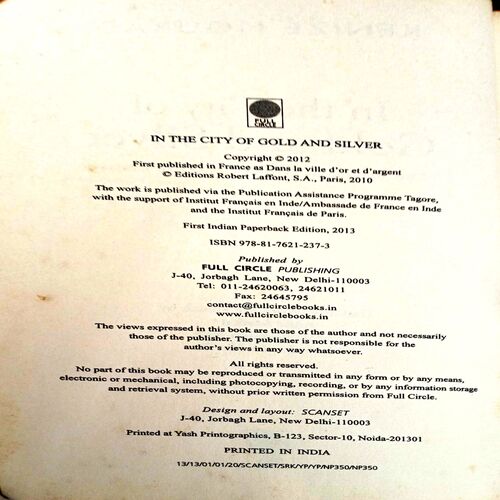 FULL
CIRCLE
IN THE CITY OF GOLD AND SILVER
Copyright © 2012
First published in France as Dans la ville d'or et d'argent
© Editions Robert Laffont, S.A., Paris, 2010
The work is published via the Publication Assistance Programme Tagore,
with the support of Institut Français en Inde/Ambassade de France en Inde
and the Institut Français de Paris.
First Indian Paperback Edition, 2013
ISBN 978-81-7621-237-3
Published by
FULL CIRCLE PUBLISHING
J-40, Jorbagh Lane, New Delhi-110003
Tel: 011-24620063, 24621011
Fax: 24645795
contact@fullcirclebooks.in
www.fullcirclebooks.in
The views expressed in this book are those of the author and not necessarily
those of the publisher. The publisher is not responsible for the
author's views in any way whatsoever.
All rights reserved.
No part of this book may be reproduced or transmitted in any form or by any means,
electronic or mechanical, including photocopying, recording, or by any information storage
and retrieval system, without prior written permission from Full Circle.
Design and layout: SCANSET
J-40, Jorbagh Lane, New Delhi-110003
Printed at Yash Printographics, B-123, Sector-10, Noida-201301
PRINTED IN INDIA
13/13/01/01/20/SCANSET/SRK/YP/YP/NP350/NP350